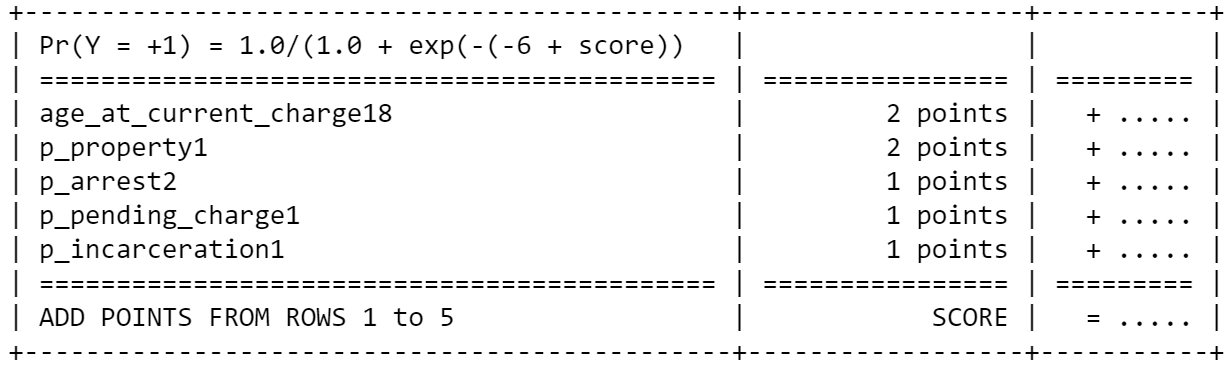 +-----------------------------------------------+------------------+-----------+
| Pr(Y = +1) = 1.0/(1.0 + exp(-(-6 + score)) | | |
| ============================================ | ================ | ========= |
| age_at_current_charge18 | 2 points | + ..... |
| p_property1 | 2 points | + ..... |
| p_arrest2 | 1 points | + ..... |
| p_pending_charge1 | 1 points | + ..... |
| p_incarceration1 | 1 points | + ..... |
| ============================================ | ================ | ========= |
| ADD POINTS FROM ROWS 1 to 5 | SCORE | = ..... |
+-----------------------------------------------+------------------+-----------+